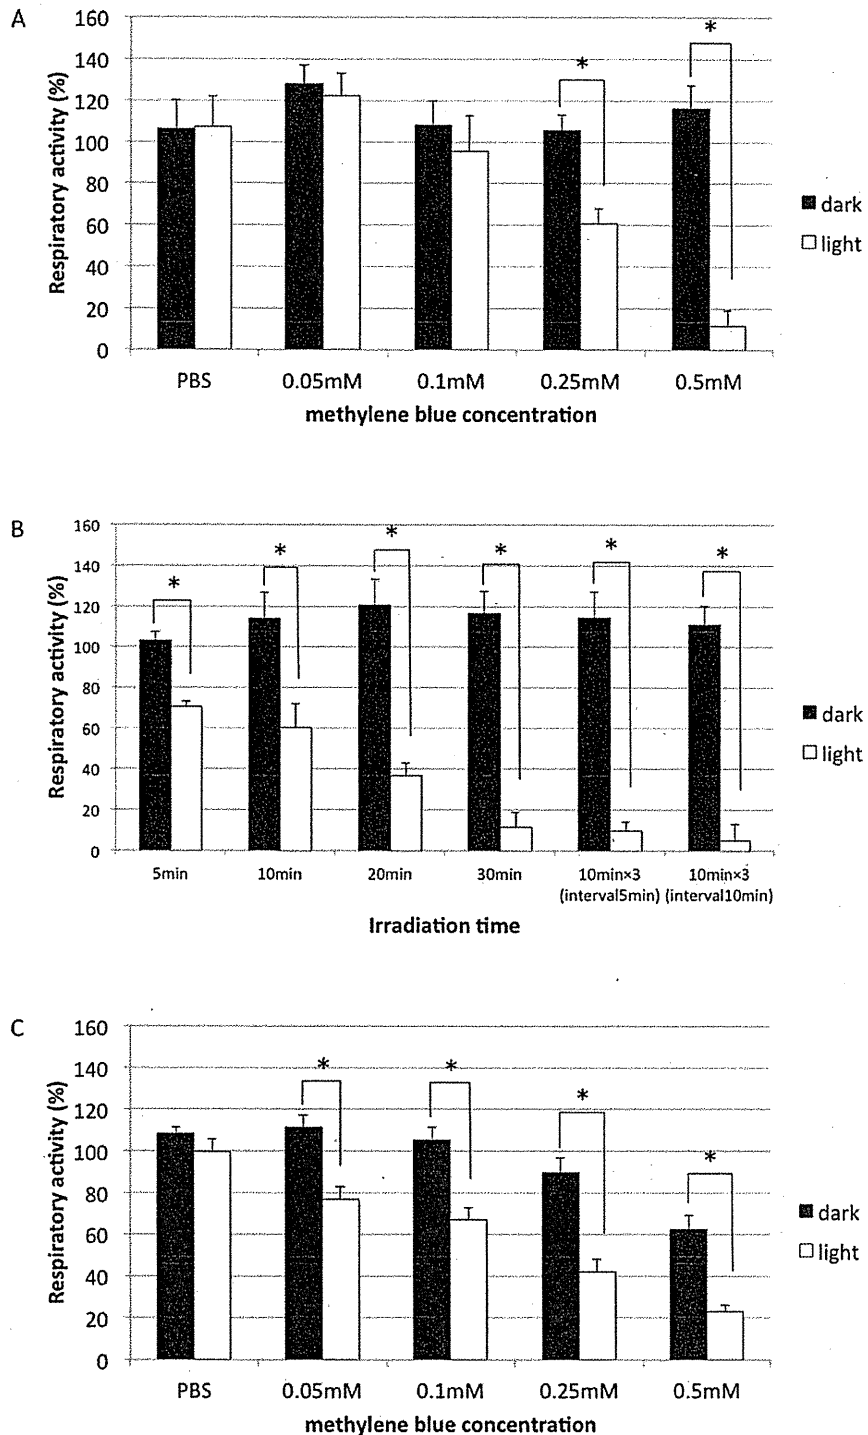 A
Respiratory activity (%)
160
140
120
100
80
60
40
20
0
*
*
dark
light
PBS
0.05mM
0.1mM
0.25mM
0.5mM
methylene blue concentration
B
Respiratory activity (%)
160
140
120
100
80
60
40
20
0
*
*
*
*
*
*
dark
light
5min
10min
20min
30min
10min×3
(interval5min)
10min×3
(interval10min)
Irradiation time
C
Respiratory activity (%)
160
140
120
100
80
60
40
20
0
*
*
*
*
dark
light
PBS
0.05mM
0.1mM
0.25mM
0.5mM
methylene blue concentration